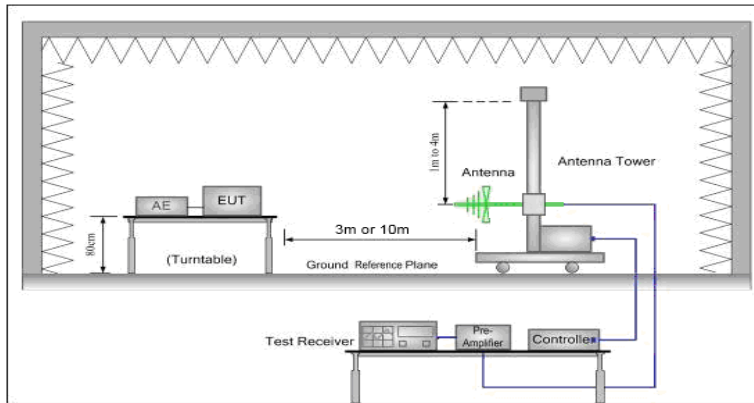 1m to 4m
Antenna
Antenna Tower
AE
EUT
80cm
3m or 10m
(Turntable)
Ground Reference Plane
Test Receiver
Pre-
Amplifier
Controlle